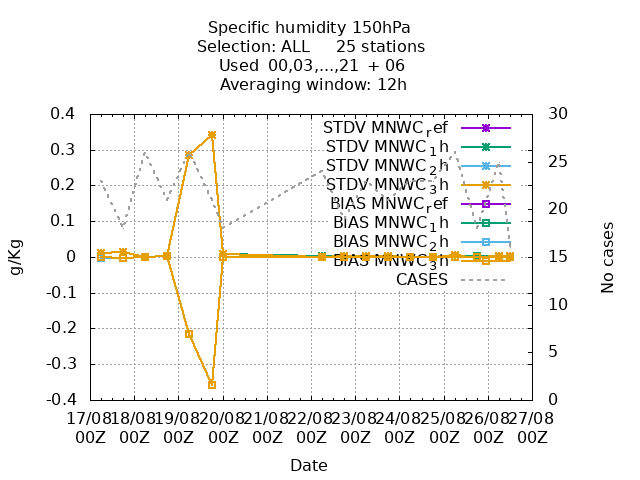 Specific humidity 150hPa
Selection: ALL 25 stations
Used 00,03,...,21 + 06
Averaging window: 12h
0.4
0.3
0.2
0.1
0
-0.1
-0.2
-0.3
-0.4
g/Kg
30
25
20
15
10
5
0
No cases
STDV MNWC_ref
STDV MNWC_1h
STDV MNWC_2h
STDV MNWC_3h
BIAS MNWC_ref
BIAS MNWC_1h
BIAS MNWC_2h
BIAS MNWC_3h
CASES
17/08 18/08 19/08 20/08 21/08 22/08 23/08 24/08 25/08 26/08 27/08
00Z 00Z 00Z 00Z 00Z 00Z 00Z 00Z 00Z 00Z 00Z
Date